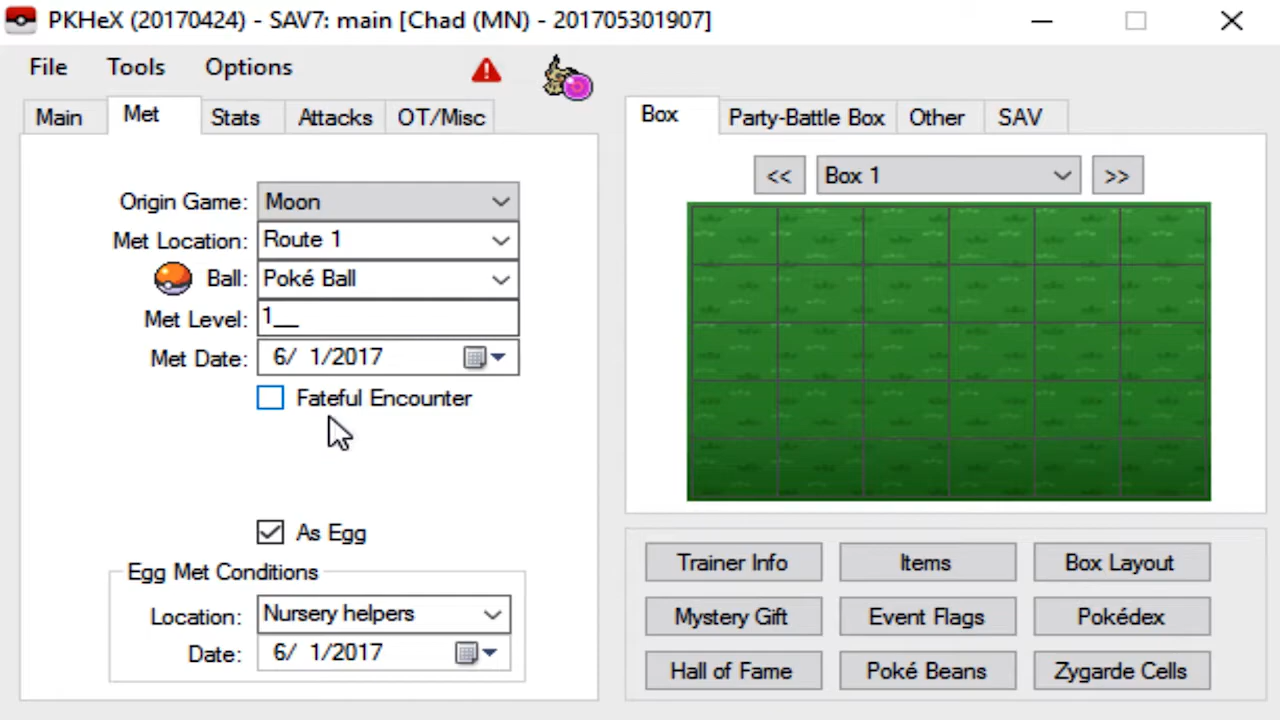 PKHeX (20170424) - SAV7: main [Chad (MN) - 201705301907]
File Tools Options
Main Met Stats Attacks OT/Misc
Origin Game: Moon
Met Location: Route 1
Ball: Poké Ball
Met Level: 1__
Met Date: 6/ 1/2017
Fateful Encounter
As Egg
Egg Met Conditions
Location: Nursery helpers
Date: 6/ 1/2017
Box Party-Battle Box Other SAV
<< Box 1 >>
Trainer Info Items Box Layout
Mystery Gift Event Flags Pokédex
Hall of Fame Poké Beans Zygarde Cells